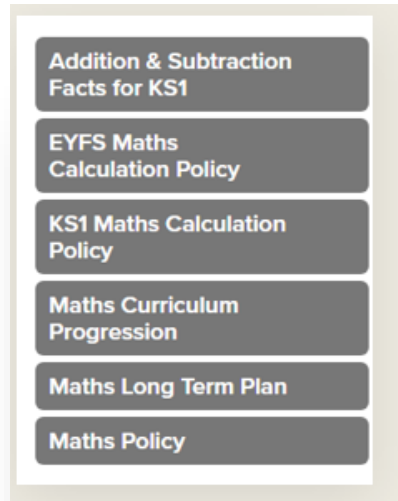 Addition & Subtraction
Facts for KS1
EYFS Maths
Calculation Policy
KS1 Maths Calculation
Policy
Maths Curriculum
Progression
Maths Long Term Plan
Maths Policy